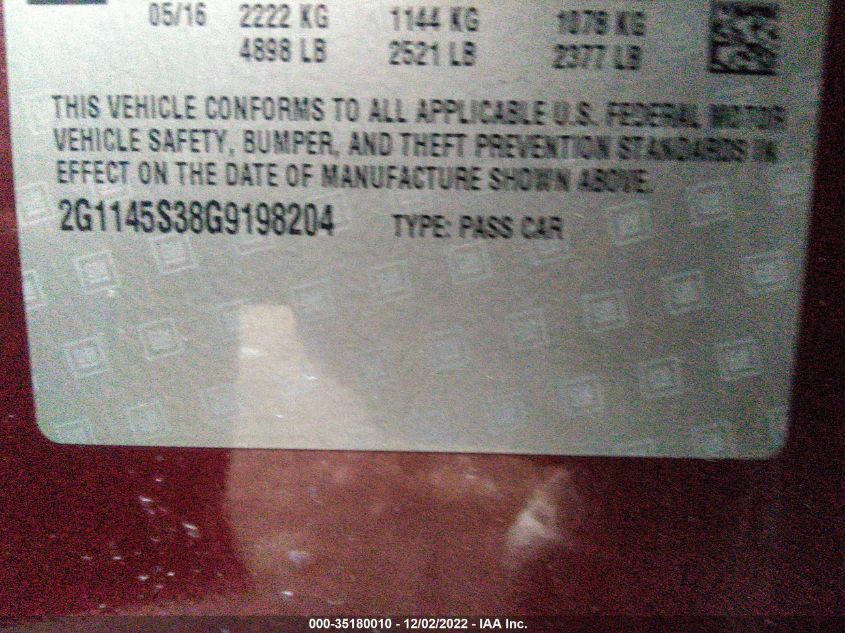 05/16 2222 KG 1144 KG 1078 KG
4898 LB 2521 LB 2377 LB
THIS VEHICLE CONFORMS TO ALL APPLICABLE U.S. FEDERAL MOTOR
VEHICLE SAFETY, BUMPER, AND THEFT PREVENTION STANDARDS IN
EFFECT ON THE DATE OF MANUFACTURE SHOWN ABOVE.
2G1145S38G9198204 TYPE: PASS CAR
000-35180010 - 12/02/2022 - IAA Inc.